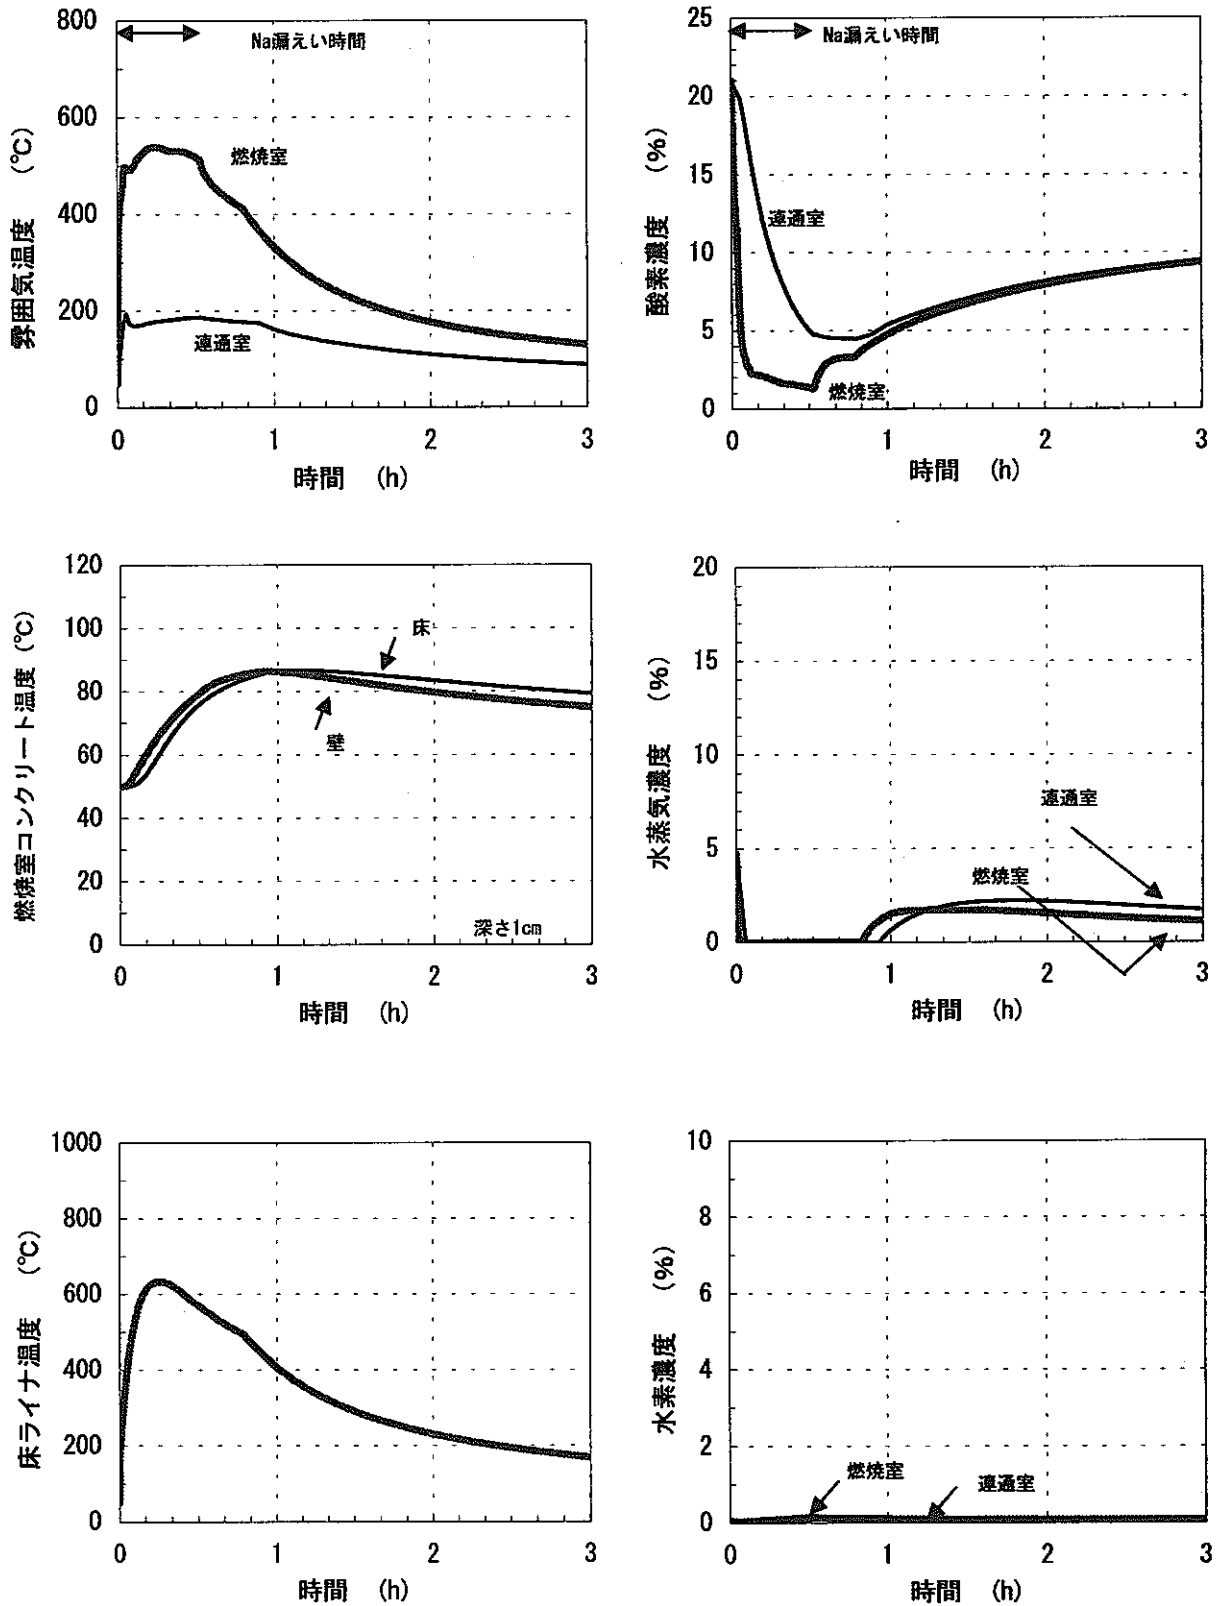 雰囲気温度 (℃)
800
600
400
200
0
Na漏えい時間
燃焼室
連通室
0 1 2 3
時間 (h)
酸素濃度 (%)
25
20
15
10
5
0
Na漏えい時間
連通室
燃焼室
0 1 2 3
時間 (h)
燃焼室コンクリート温度 (℃)
120
100
80
60
40
20
0
床
壁
深さ1cm
0 1 2 3
時間 (h)
水蒸気濃度 (%)
20
15
10
5
0
連通室
燃焼室
0 1 2 3
時間 (h)
床ライナ温度 (℃)
1000
800
600
400
200
0
0 1 2 3
時間 (h)
水素濃度 (%)
10
8
6
4
2
0
燃焼室
連通室
0 1 2 3
時間 (h)